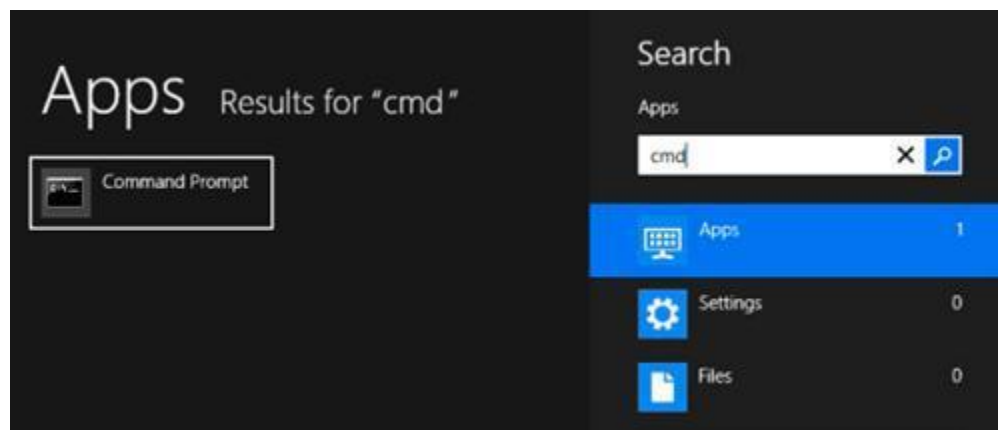 Apps Results for "cmd"
Command Prompt
Search
Apps
cmd
Apps 1
Settings 0
Files 0